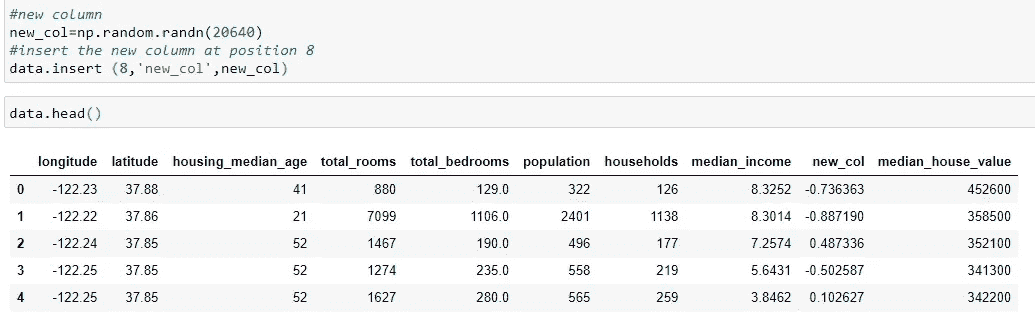 #new column
new_col=np.random.randn(20640)
#insert the new column at position 8
data.insert (8,'new_col',new_col)
data.head()
longitude latitude housing_median_age total_rooms total_bedrooms population households median_income new_col median_house_value
0 -122.23 37.88 41 880 129.0 322 126 8.3252 -0.736363 452600
1 -122.22 37.86 21 7099 1106.0 2401 1138 8.3014 -0.887190 358500
2 -122.24 37.85 52 1467 190.0 496 177 7.2574 0.487336 352100
3 -122.25 37.85 52 1274 235.0 558 219 5.6431 -0.502587 341300
4 -122.25 37.85 52 1627 280.0 565 259 3.8462 0.102627 342200